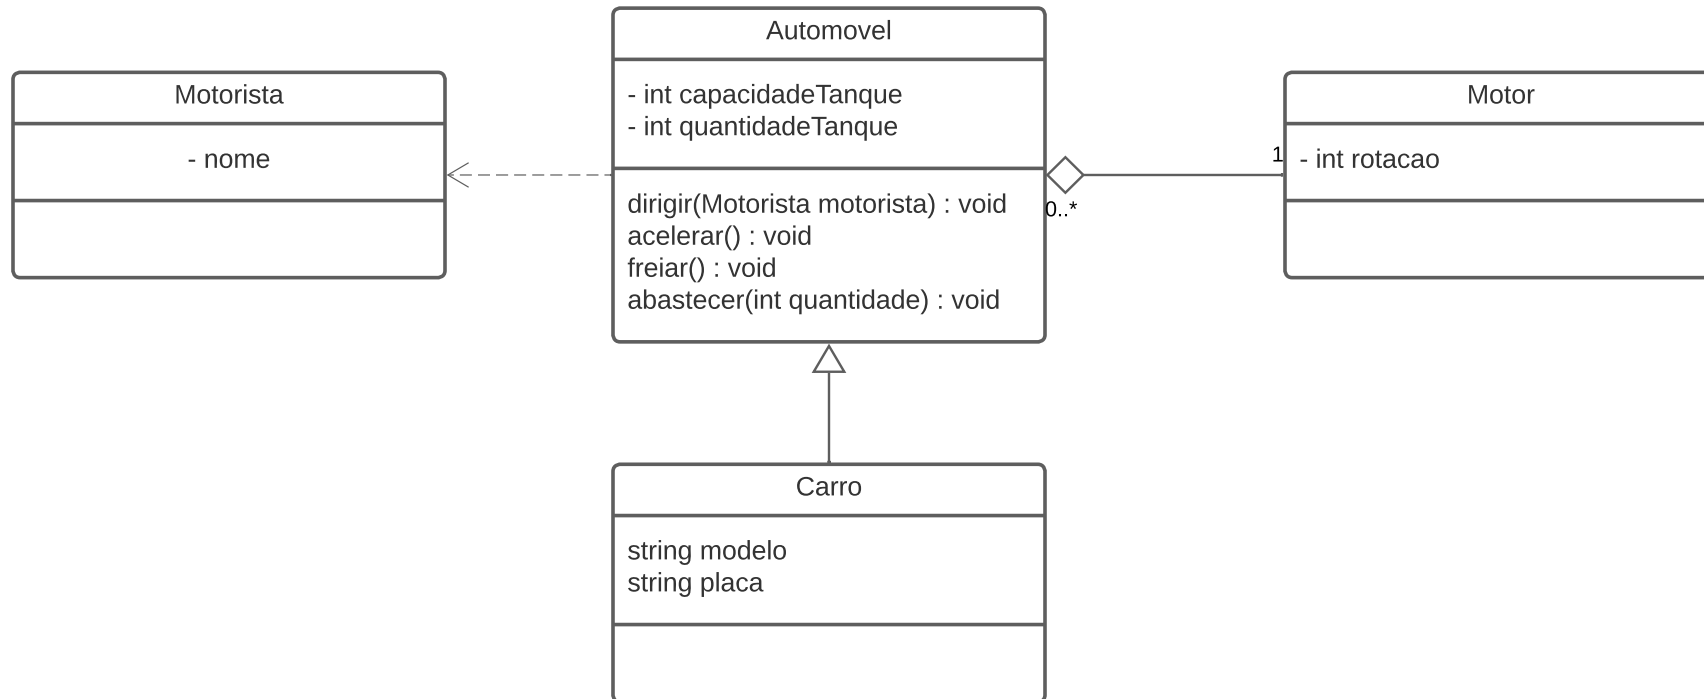 Motorista
- nome
Automovel
- int capacidadeTanque
- int quantidadeTanque
dirigir(Motorista motorista) : void
acelerar() : void
freiar() : void
abastecer(int quantidade) : void
0..*
1
Motor
- int rotacao
Carro
string modelo
string placa